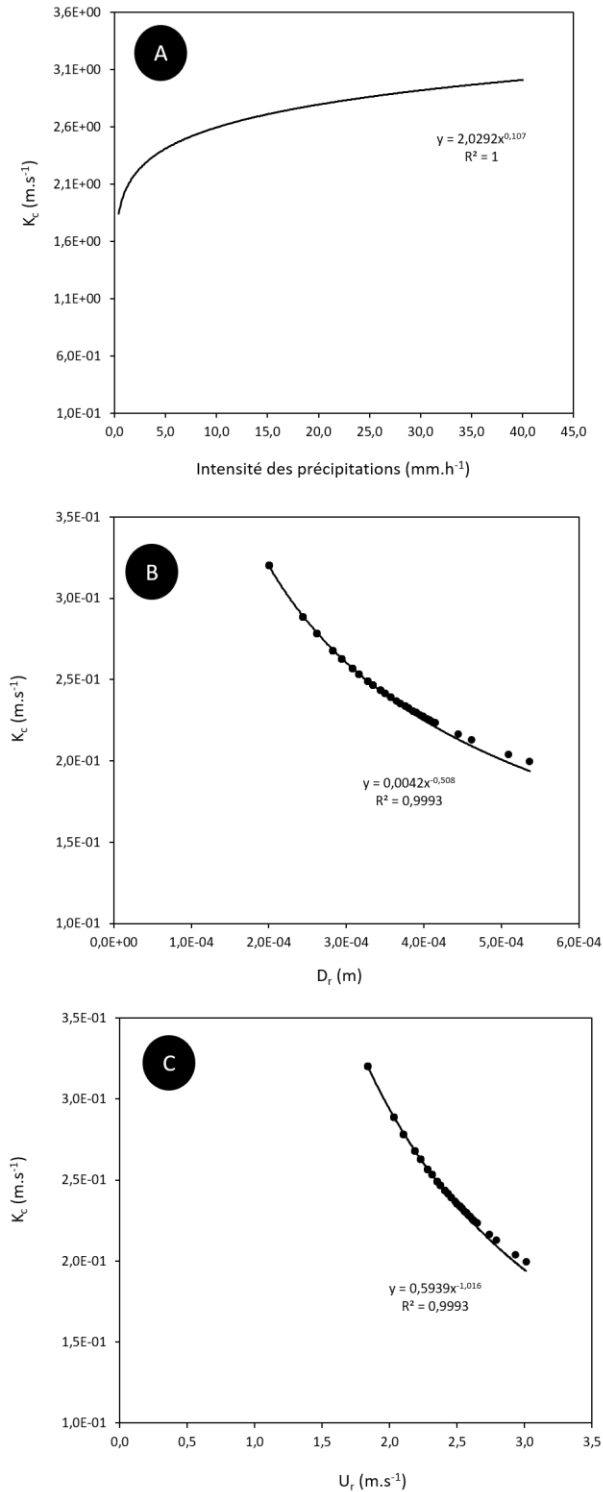 A
3,6E+00
3,1E+00
2,6E+00
2,1E+00
1,6E+00
1,1E+00
6,0E-01
1,0E-01
K_c (m.s⁻¹)
y = 2,0292x^0,107
R² = 1
0,0 5,0 10,0 15,0 20,0 25,0 30,0 35,0 40,0 45,0
Intensité des précipitations (mm.h⁻¹)
B
3,5E-01
3,0E-01
2,5E-01
2,0E-01
1,5E-01
1,0E-01
K_c (m.s⁻¹)
y = 0,0042x^-0,508
R² = 0,9993
0,0E+00 1,0E-04 2,0E-04 3,0E-04 4,0E-04 5,0E-04 6,0E-04
D_r (m)
C
3,5E-01
3,0E-01
2,5E-01
2,0E-01
1,5E-01
1,0E-01
K_c (m.s⁻¹)
y = 0,5939x^-1,016
R² = 0,9993
0,0 0,5 1,0 1,5 2,0 2,5 3,0 3,5
U_r (m.s⁻¹)